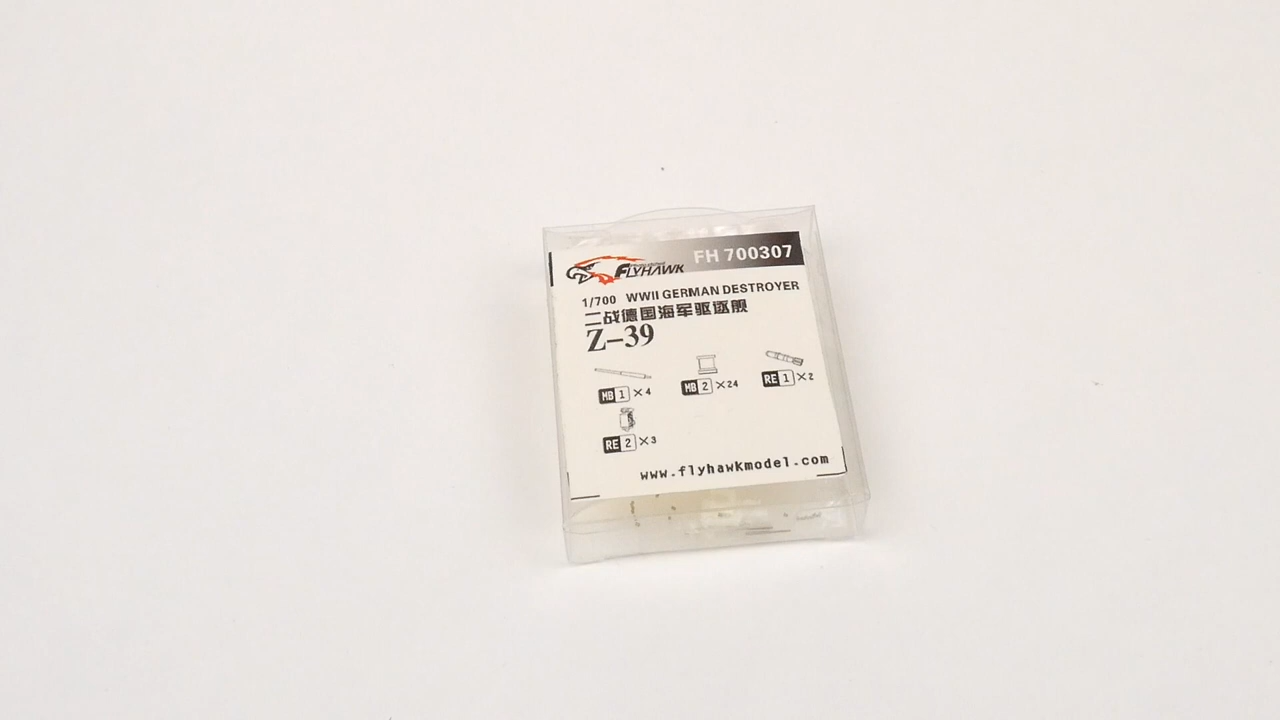 FLYHAWK FH 700307
1/700 WWII GERMAN DESTROYER
二战德国海军驱逐舰
Z-39
MB 1 ×4 MB 2 ×24 RE 1 ×2
RE 2 ×3
www.flyhawkmodel.com